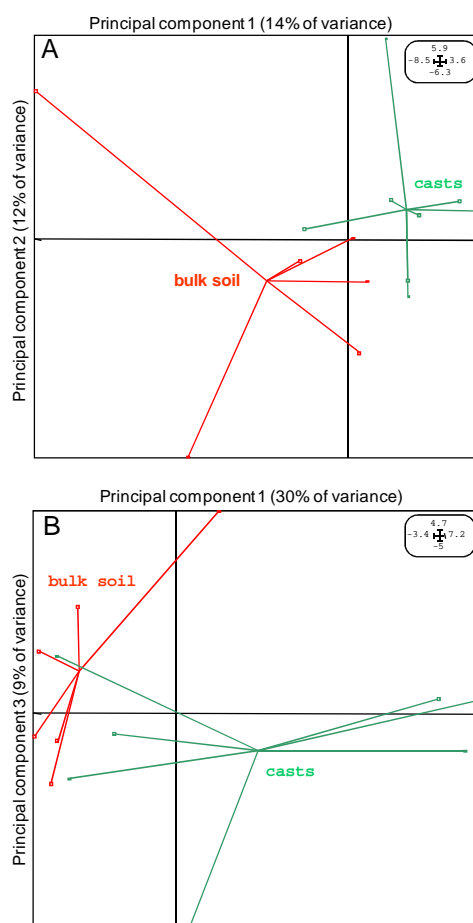 Principal component 1 (14% of variance)
A
5.9
-8.5 3.6
-6.3
casts
Principal component 2 (12% of variance)
bulk soil
Principal component 1 (30% of variance)
B
4.7
-3.4 7.2
-5
bulk soil
Principal component 3 (9% of variance)
casts